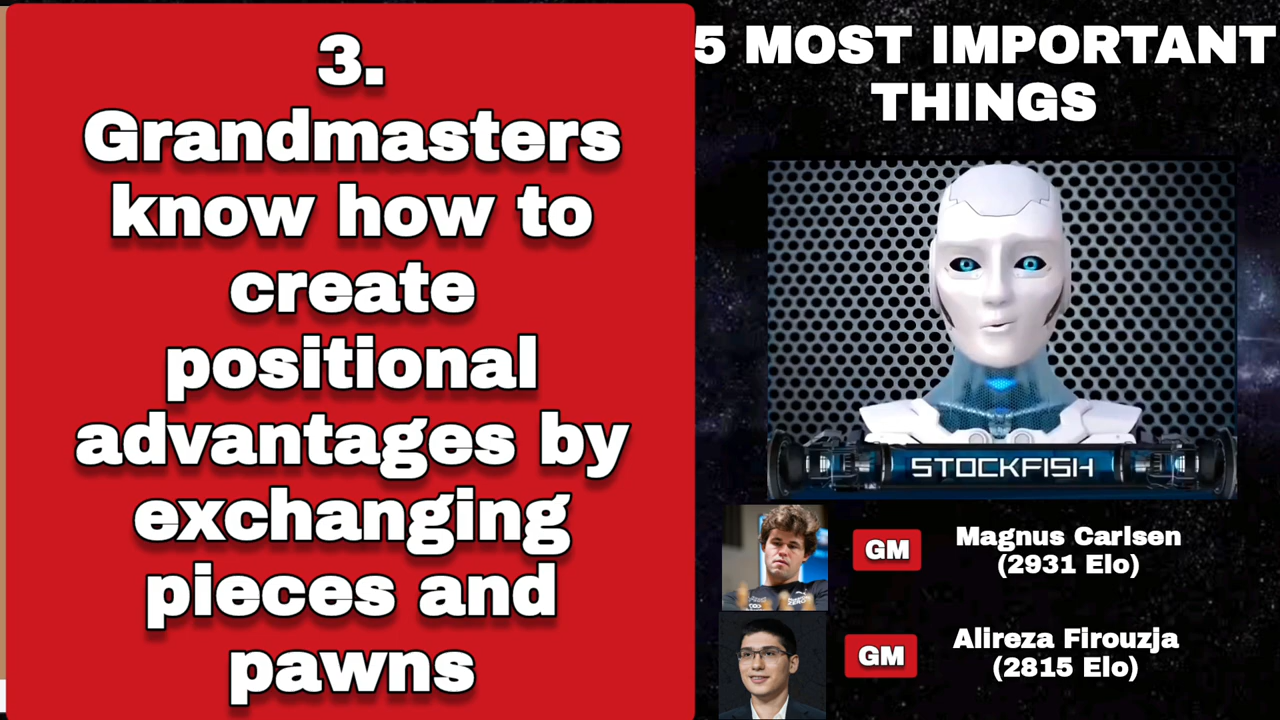 3.
Grandmasters
know how to
create
positional
advantages by
exchanging
pieces and
pawns
5 MOST IMPORTANT
THINGS
STOCKFISH
GM
Magnus Carlsen
(2931 Elo)
GM
Alireza Firouzja
(2815 Elo)